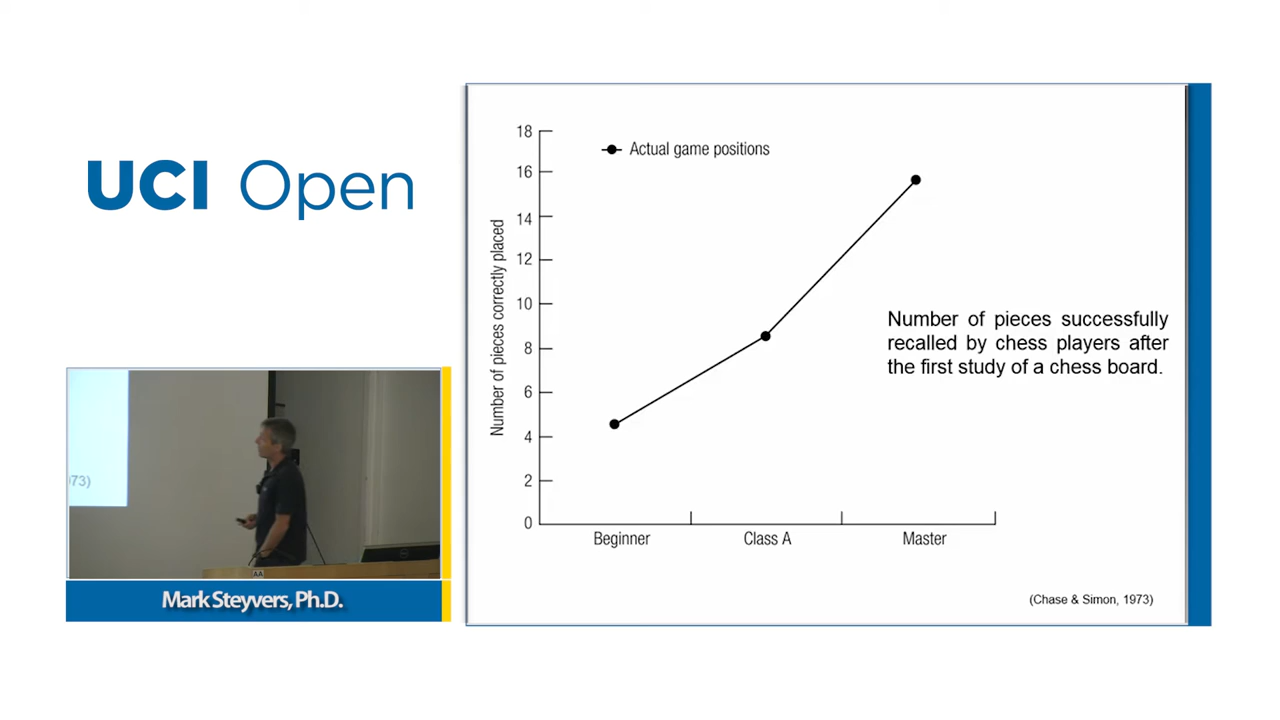 UCI Open
18
16
14
12
10
8
6
4
2
0
Number of pieces correctly placed
Actual game positions
Beginner
Class A
Master
Number of pieces successfully
recalled by chess players after
the first study of a chess board.
(Chase & Simon, 1973)
73)
AA
Mark Steyvers, Ph.D.